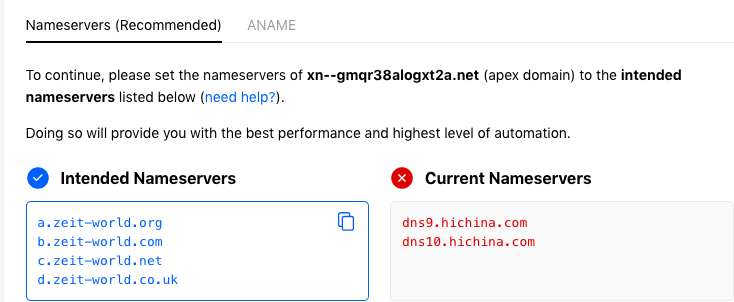 Nameservers (Recommended) ANAME
To continue, please set the nameservers of xn--gmqr38alogxt2a.net (apex domain) to the intended
nameservers listed below (need help?).
Doing so will provide you with the best performance and highest level of automation.
Intended Nameservers
a.zeit-world.org
b.zeit-world.com
c.zeit-world.net
d.zeit-world.co.uk
Current Nameservers
dns9.hichina.com
dns10.hichina.com